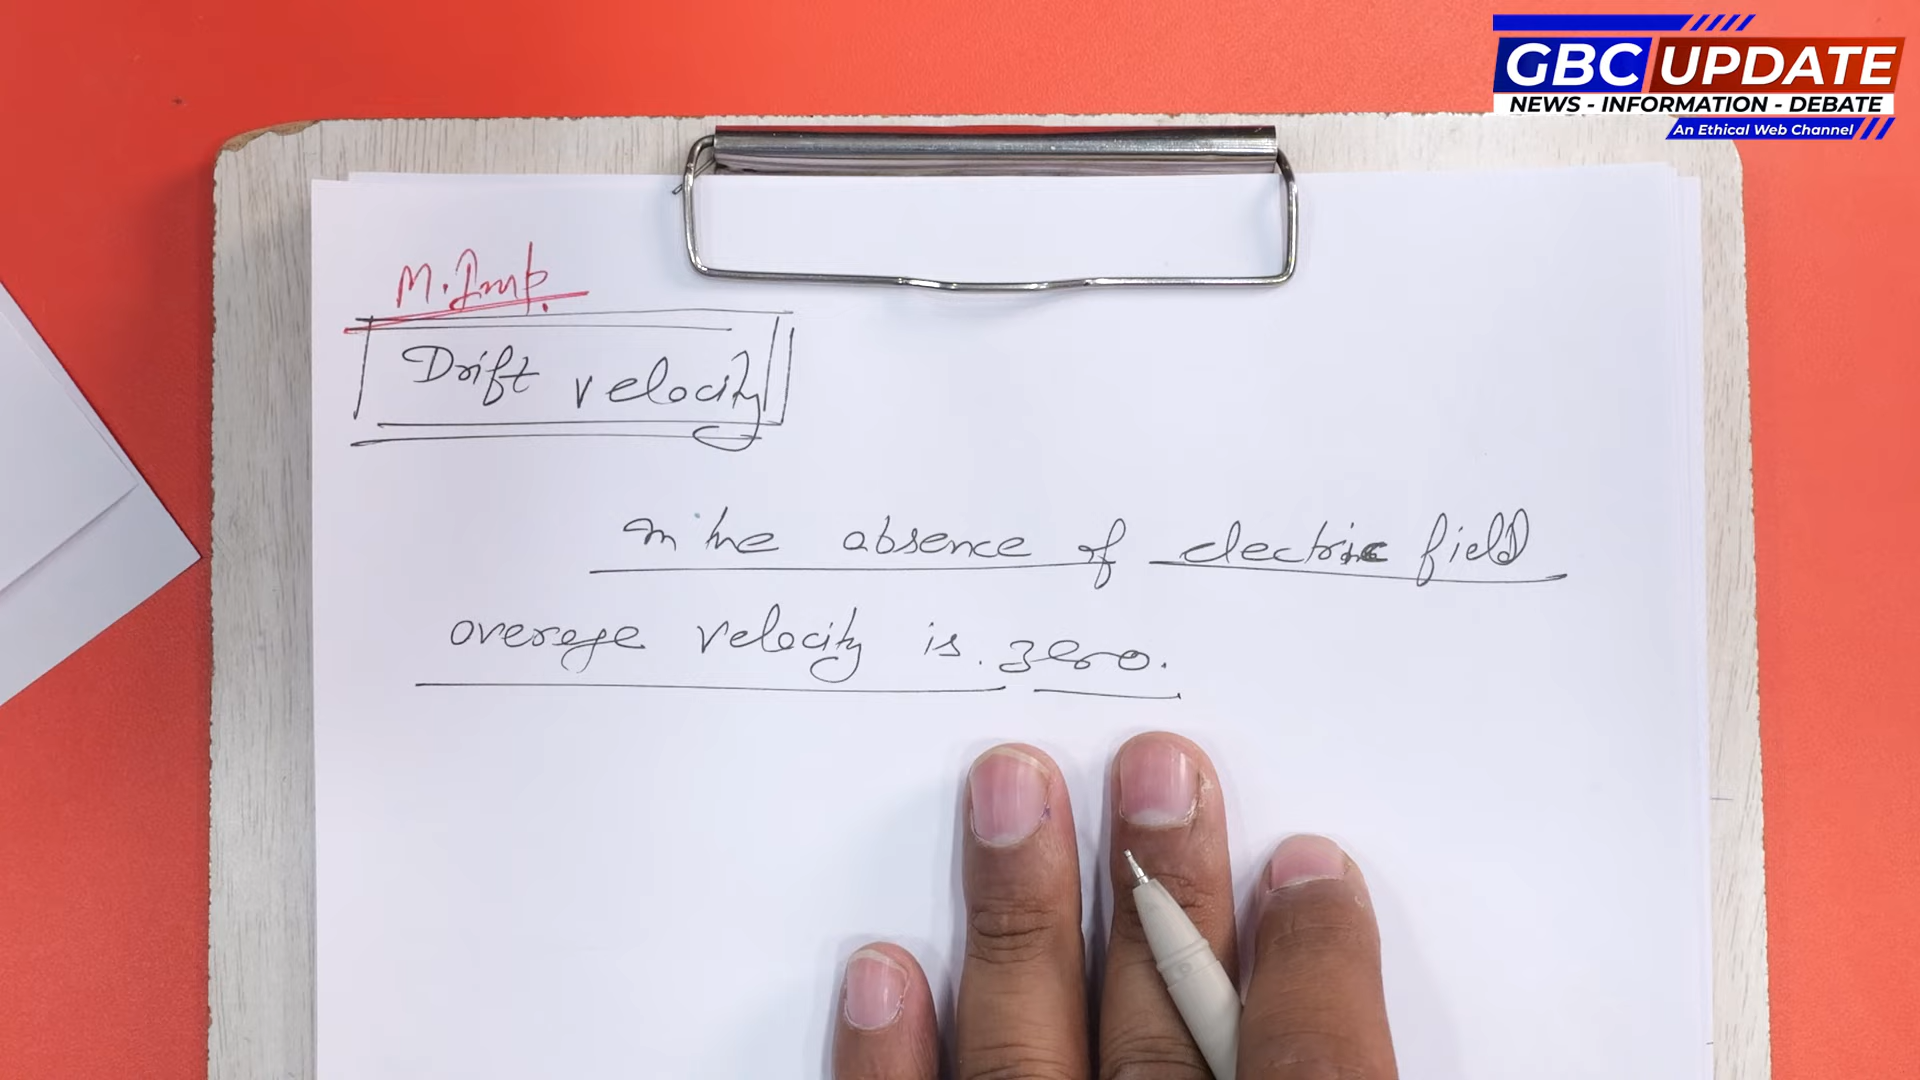 GBC UPDATE
NEWS - INFORMATION - DEBATE
An Ethical Web Channel
M. Imp.
Drift velocity
In the absence of electric field
average velocity is zero.